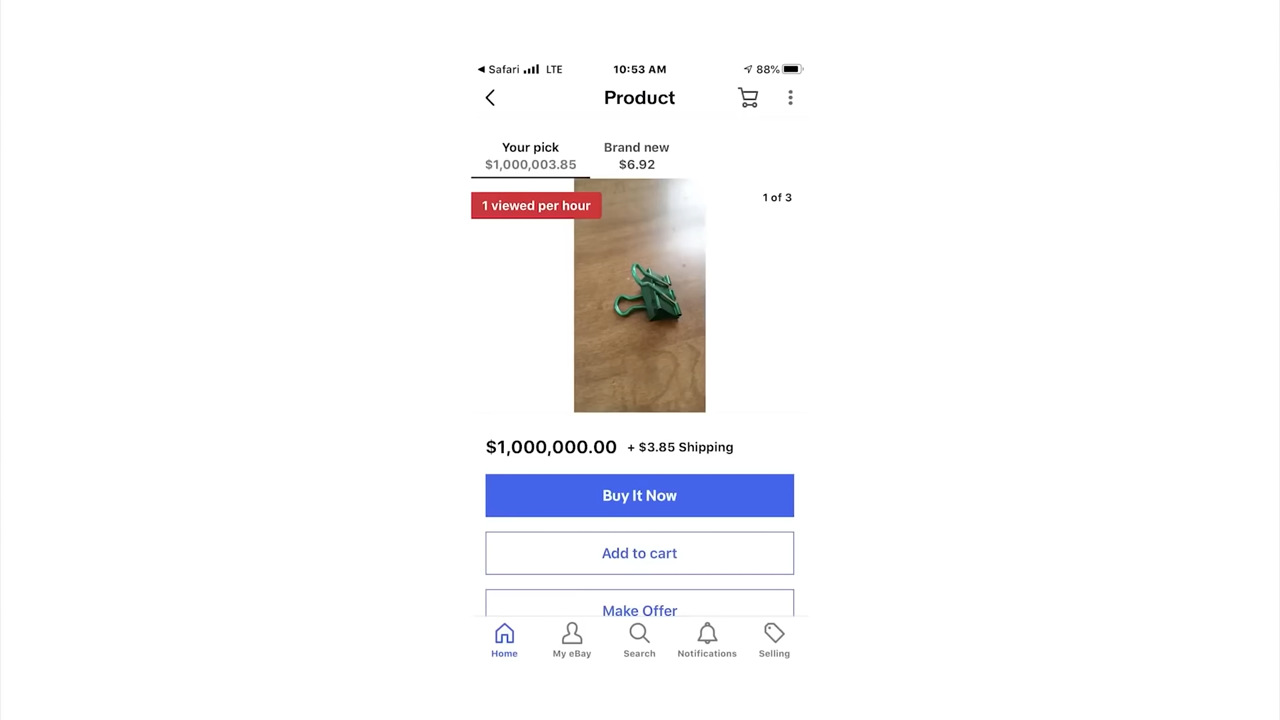 Safari LTE 10:53 AM 88%
Product
Your pick Brand new
$1,000,003.85 $6.92
1 viewed per hour 1 of 3
$1,000,000.00 + $3.85 Shipping
Buy It Now
Add to cart
Make Offer
Home My eBay Search Notifications Selling